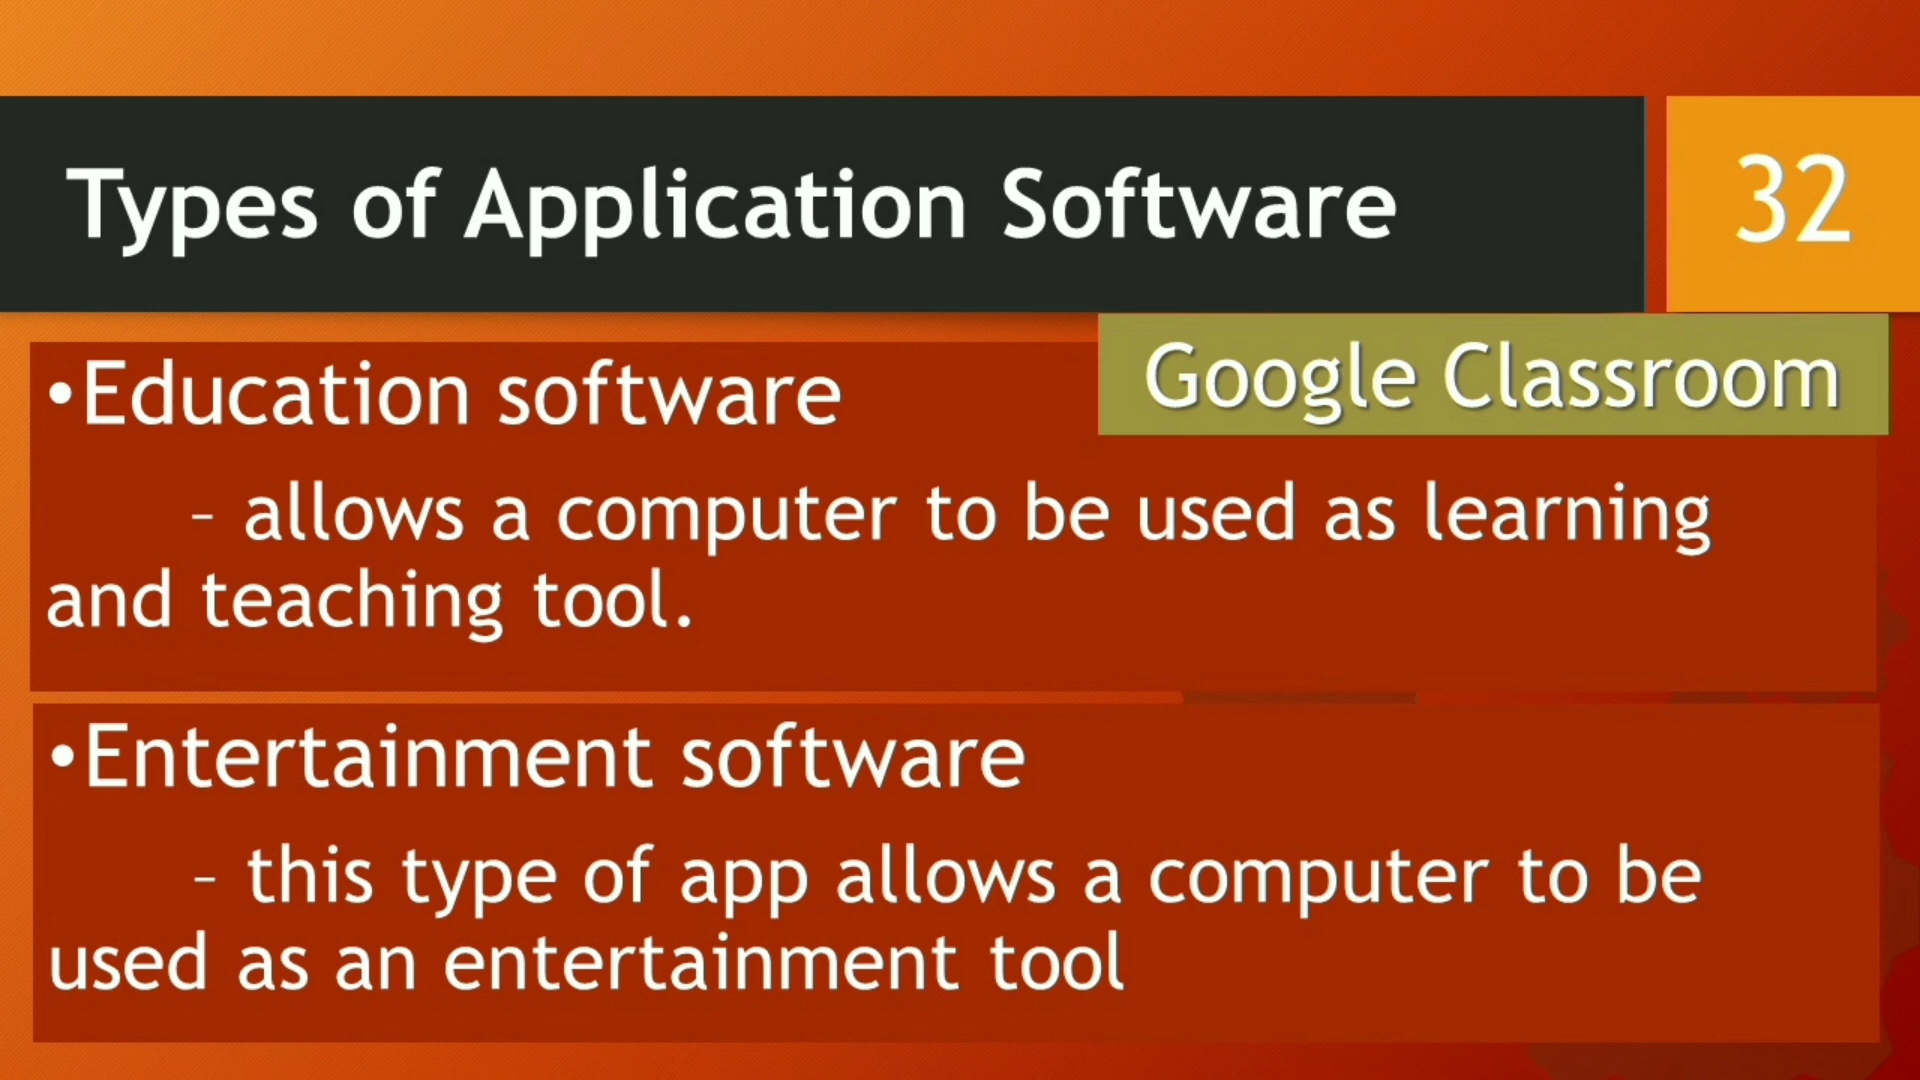 Types of Application Software
32
Google Classroom
•Education software
– allows a computer to be used as learning
and teaching tool.
•Entertainment software
– this type of app allows a computer to be
used as an entertainment tool